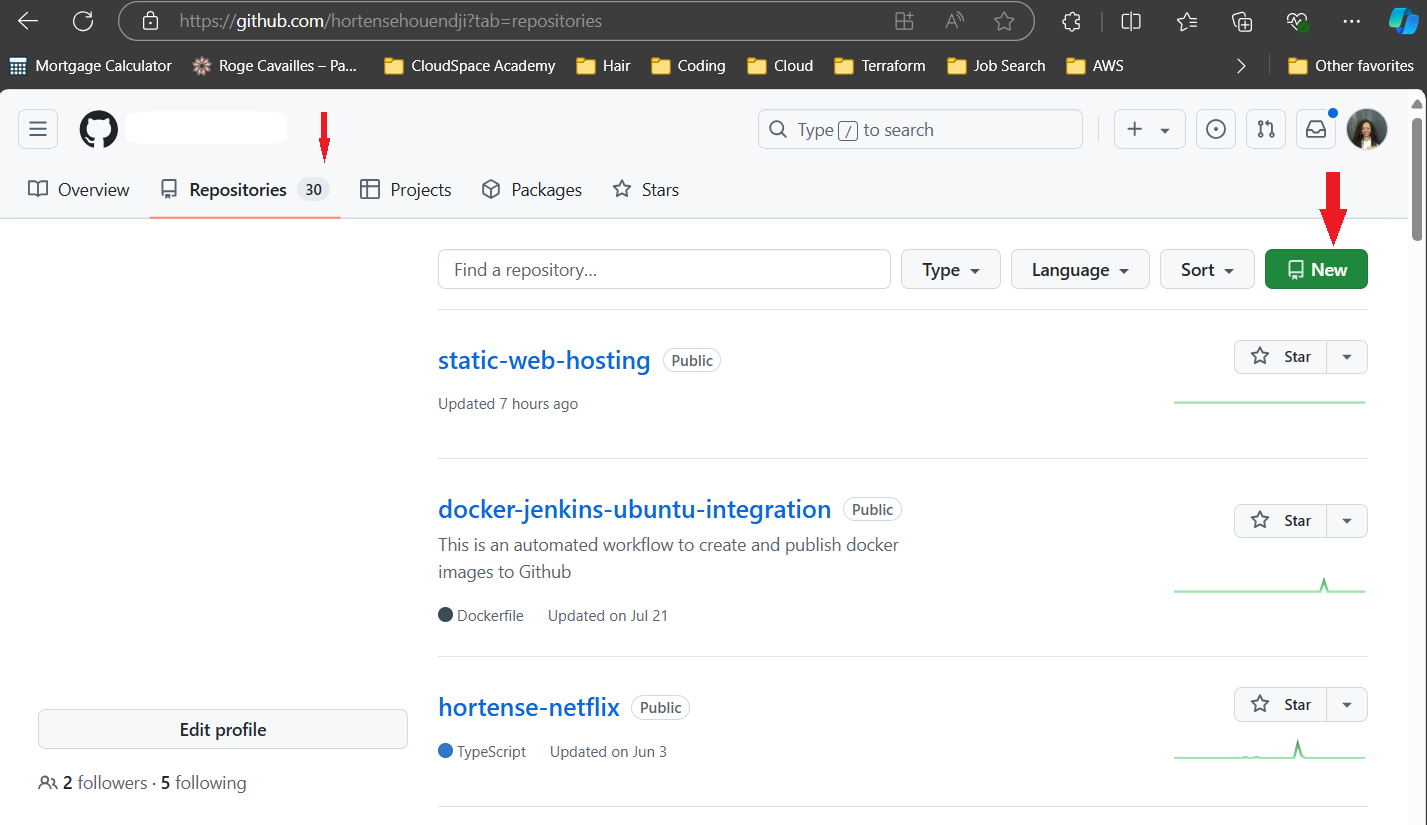 https://github.com/hortensehouendji?tab=repositories
Mortgage Calculator Roge Cavailles – Pa... CloudSpace Academy Hair Coding Cloud Terraform Job Search AWS Other favorites
Type / to search
Overview Repositories 30 Projects Packages Stars
Find a repository... Type Language Sort New
static-web-hosting Public Star
Updated 7 hours ago
docker-jenkins-ubuntu-integration Public Star
This is an automated workflow to create and publish docker
images to Github
Dockerfile Updated on Jul 21
hortense-netflix Public Star
Edit profile
TypeScript Updated on Jun 3
2 followers · 5 following